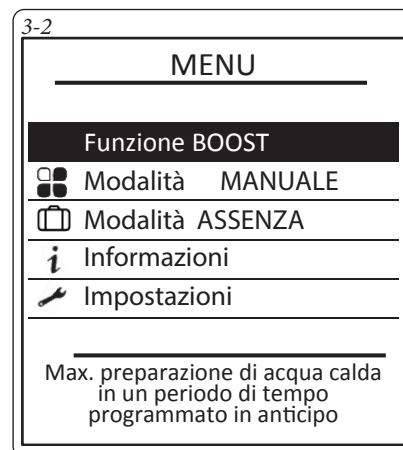 3-2
MENU
Funzione BOOST
Modalità MANUALE
Modalità ASSENZA
Informazioni
Impostazioni
Max. preparazione di acqua calda
in un periodo di tempo
programmato in anticipo